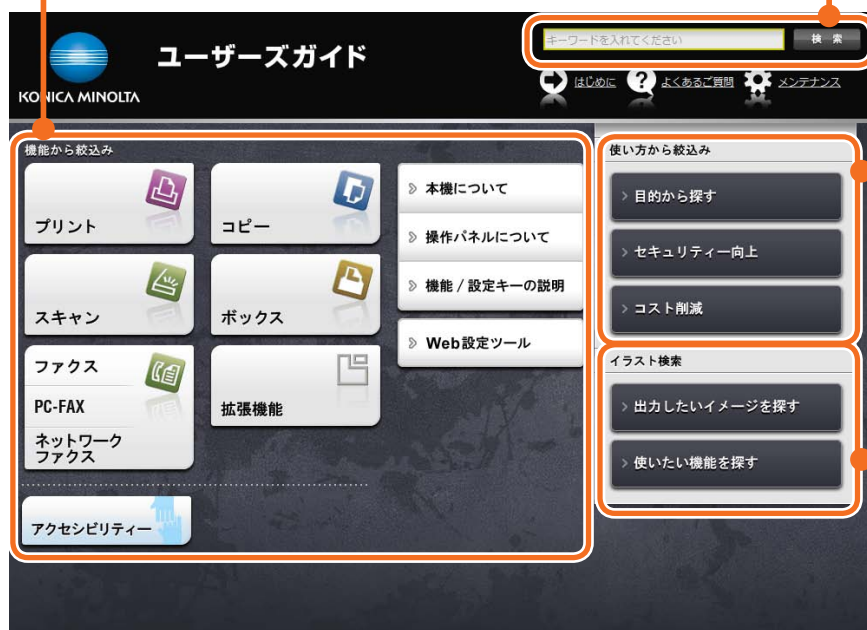 キーワードを入れてください
検 索
ユーザーズガイド
KONICA MINOLTA
はじめに
よくあるご質問
メンテナンス
機能から絞込み
プリント
コピー
スキャン
ボックス
ファクス
PC-FAX
ネットワーク
ファクス
拡張機能
アクセシビリティー
本機について
操作パネルについて
機能 / 設定キーの説明
Web設定ツール
使い方から絞込み
目的から探す
セキュリティー向上
コスト削減
イラスト検索
出力したいイメージを探す
使いたい機能を探す